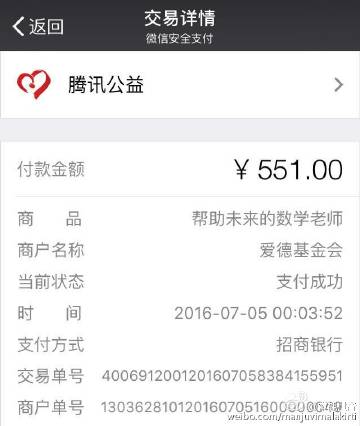 返回
交易详情
微信安全支付
腾讯公益
付款金额 ¥ 551.00
商 品 帮助未来的数学老师
商户名称 爱德基金会
当前状态 支付成功
时 间 2016-07-05 00:03:52
支付方式 招商银行
交易单号 4006912001201607058384155951
商户单号
weibo.com/manjuvimalakirti